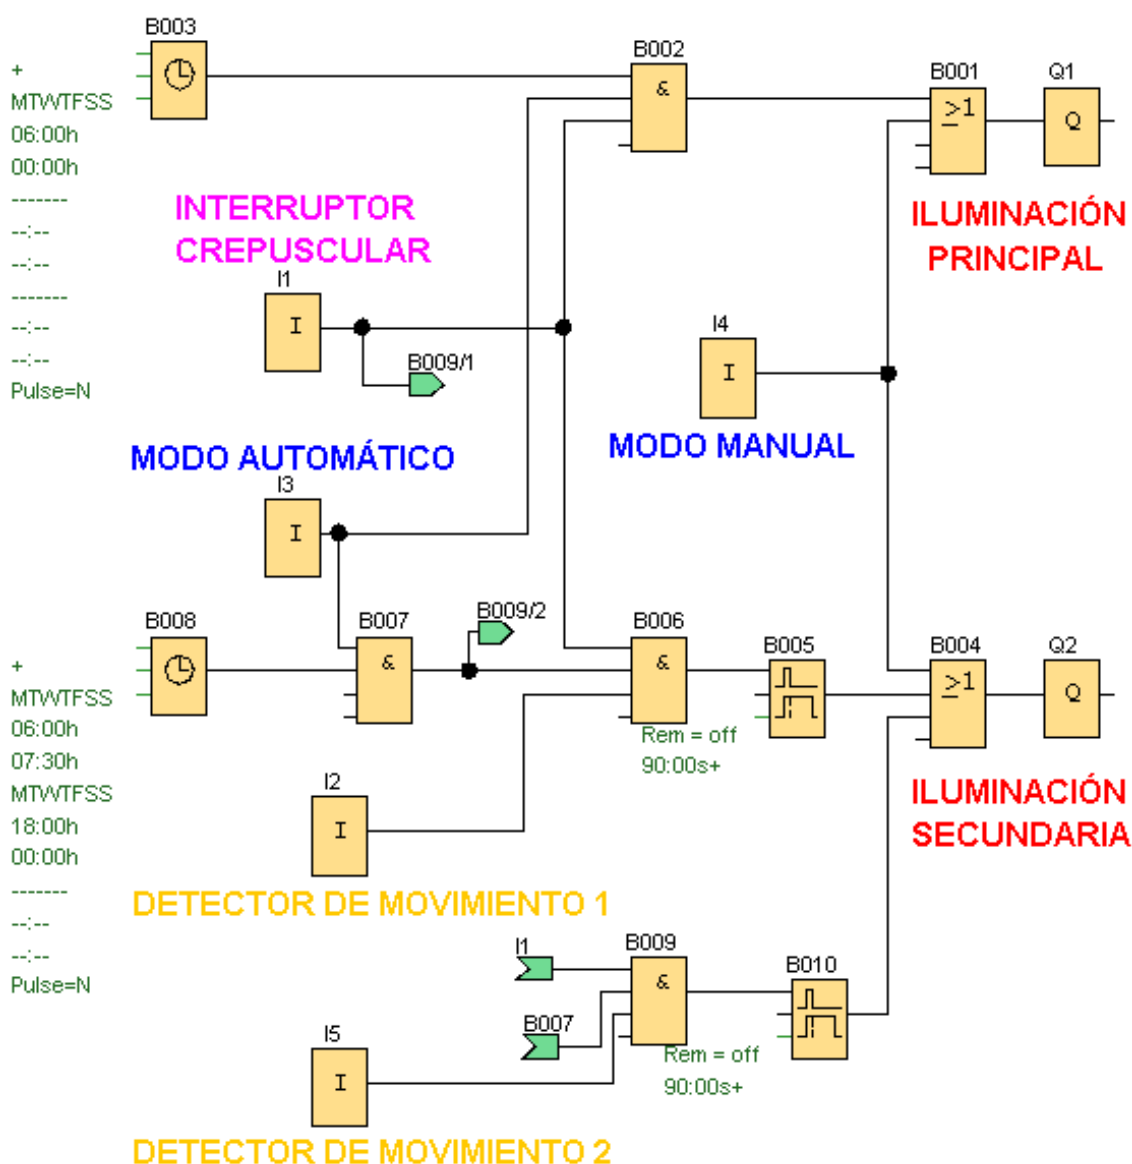 B003
+
MTWTFSS
06:00h
00:00h
-------
--:--
--:--
-------
--:--
--:--
Pulse=N
B002
&
B001
>1
Q1
Q
ILUMINACIÓN
PRINCIPAL
INTERRUPTOR
CREPUSCULAR
I1
I
B009/1
I4
I
MODO MANUAL
MODO AUTOMÁTICO
I3
I
B008
+
MTWTFSS
06:00h
07:30h
MTWTFSS
18:00h
00:00h
-------
--:--
--:--
Pulse=N
B007
&
B009/2
B006
&
Rem = off
90:00s+
B005
B004
>1
Q2
Q
ILUMINACIÓN
SECUNDARIA
I2
I
DETECTOR DE MOVIMIENTO 1
I1
B007
B009
&
Rem = off
90:00s+
B010
I5
I
DETECTOR DE MOVIMIENTO 2